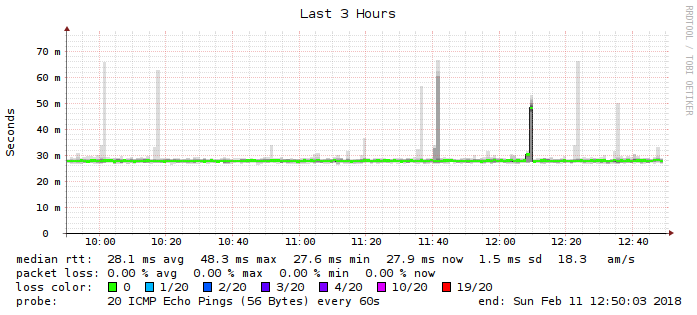 Last 3 Hours
RRDTOOL / TOBI OETIKER
Seconds
70 m
60 m
50 m
40 m
30 m
20 m
10 m
0
10:00 10:20 10:40 11:00 11:20 11:40 12:00 12:20 12:40
median rtt: 28.1 ms avg 48.3 ms max 27.6 ms min 27.9 ms now 1.5 ms sd 18.3 am/s
packet loss: 0.00 % avg 0.00 % max 0.00 % min 0.00 % now
loss color: 0 1/20 2/20 3/20 4/20 10/20 19/20
probe: 20 ICMP Echo Pings (56 Bytes) every 60s end: Sun Feb 11 12:50:03 2018